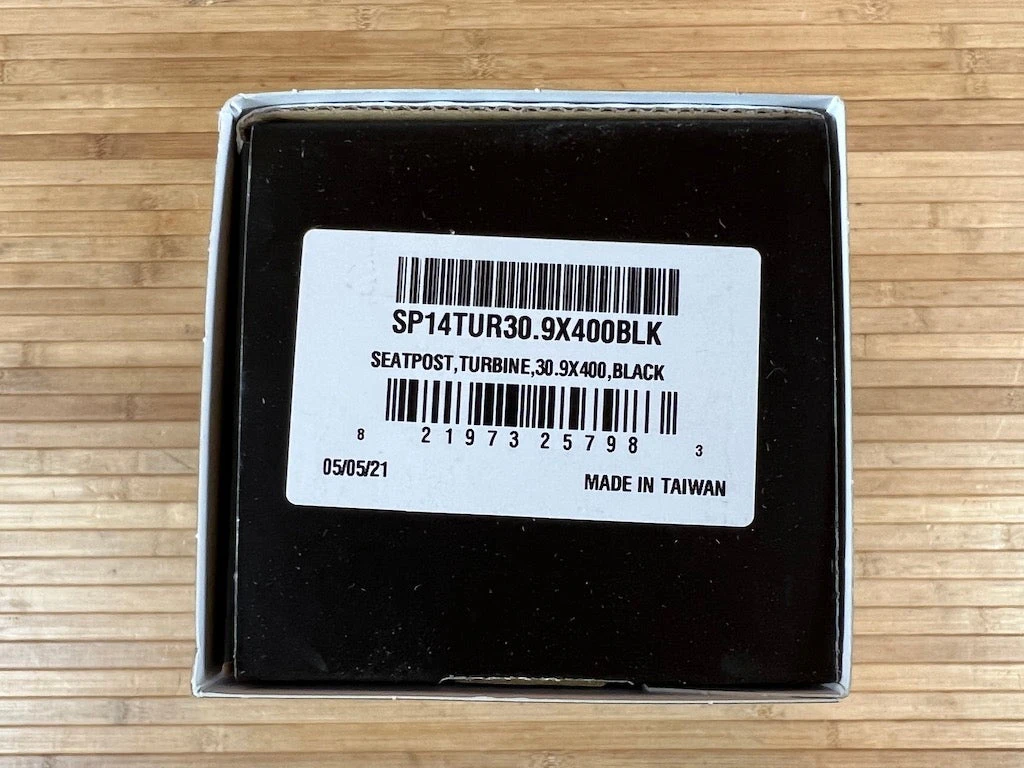 SP14TUR30.9X400BLK
SEATPOST,TURBINE,30.9X400,BLACK
8 21973 25798 3
05/05/21
MADE IN TAIWAN